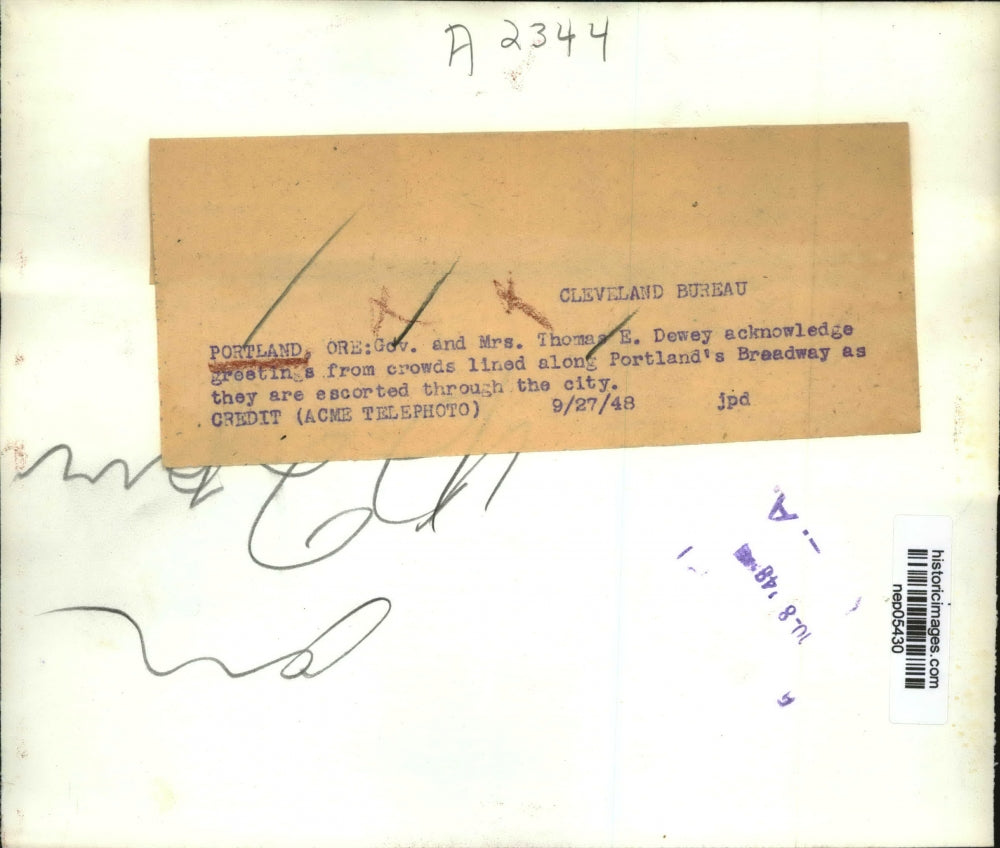 A 2344
CLEVELAND BUREAU
PORTLAND, ORE:Gov. and Mrs. Thomas E. Dewey acknowledge
greetings from crowds lined along Portland's Breadway as
they are escorted through the city.
CREDIT (ACME TELEPHOTO) 9/27/48 jpd
A.
'48
historicimages.com
nep05430